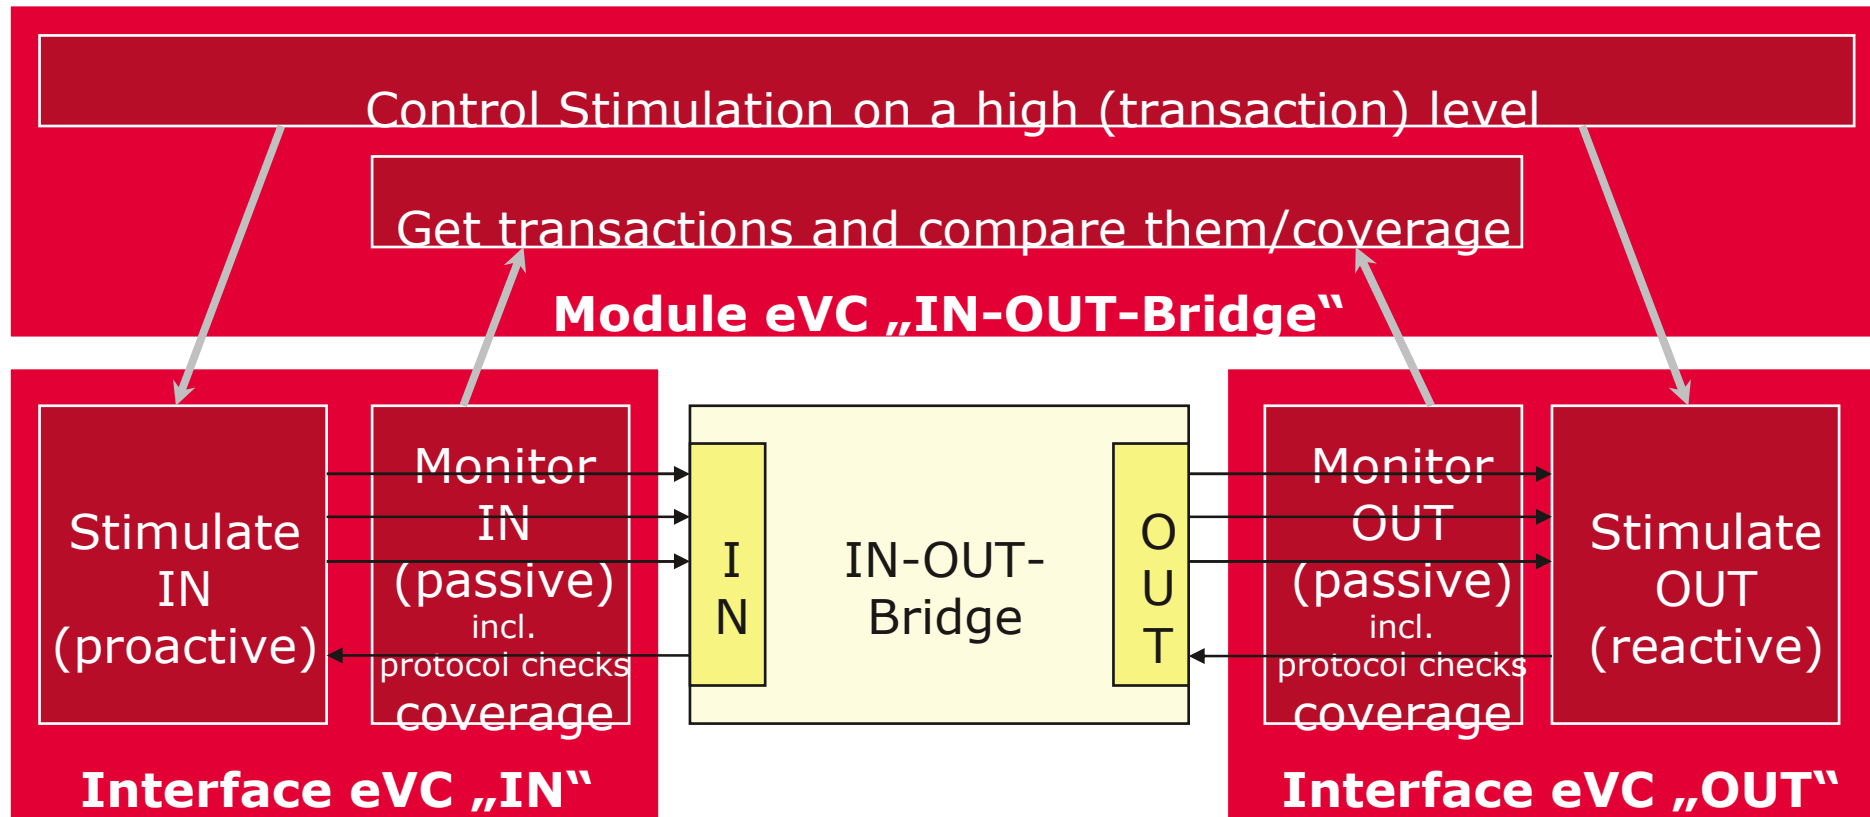 Control Stimulation on a high (transaction) level
Get transactions and compare them/coverage
Module eVC „IN-OUT-Bridge‟
Stimulate
IN
(proactive)
Monitor
IN
(passive)
incl.
protocol checks
coverage
Interface eVC „IN‟
I
N
IN-OUT-
Bridge
O
U
T
Monitor
OUT
(passive)
incl.
protocol checks
coverage
Stimulate
OUT
(reactive)
Interface eVC „OUT‟